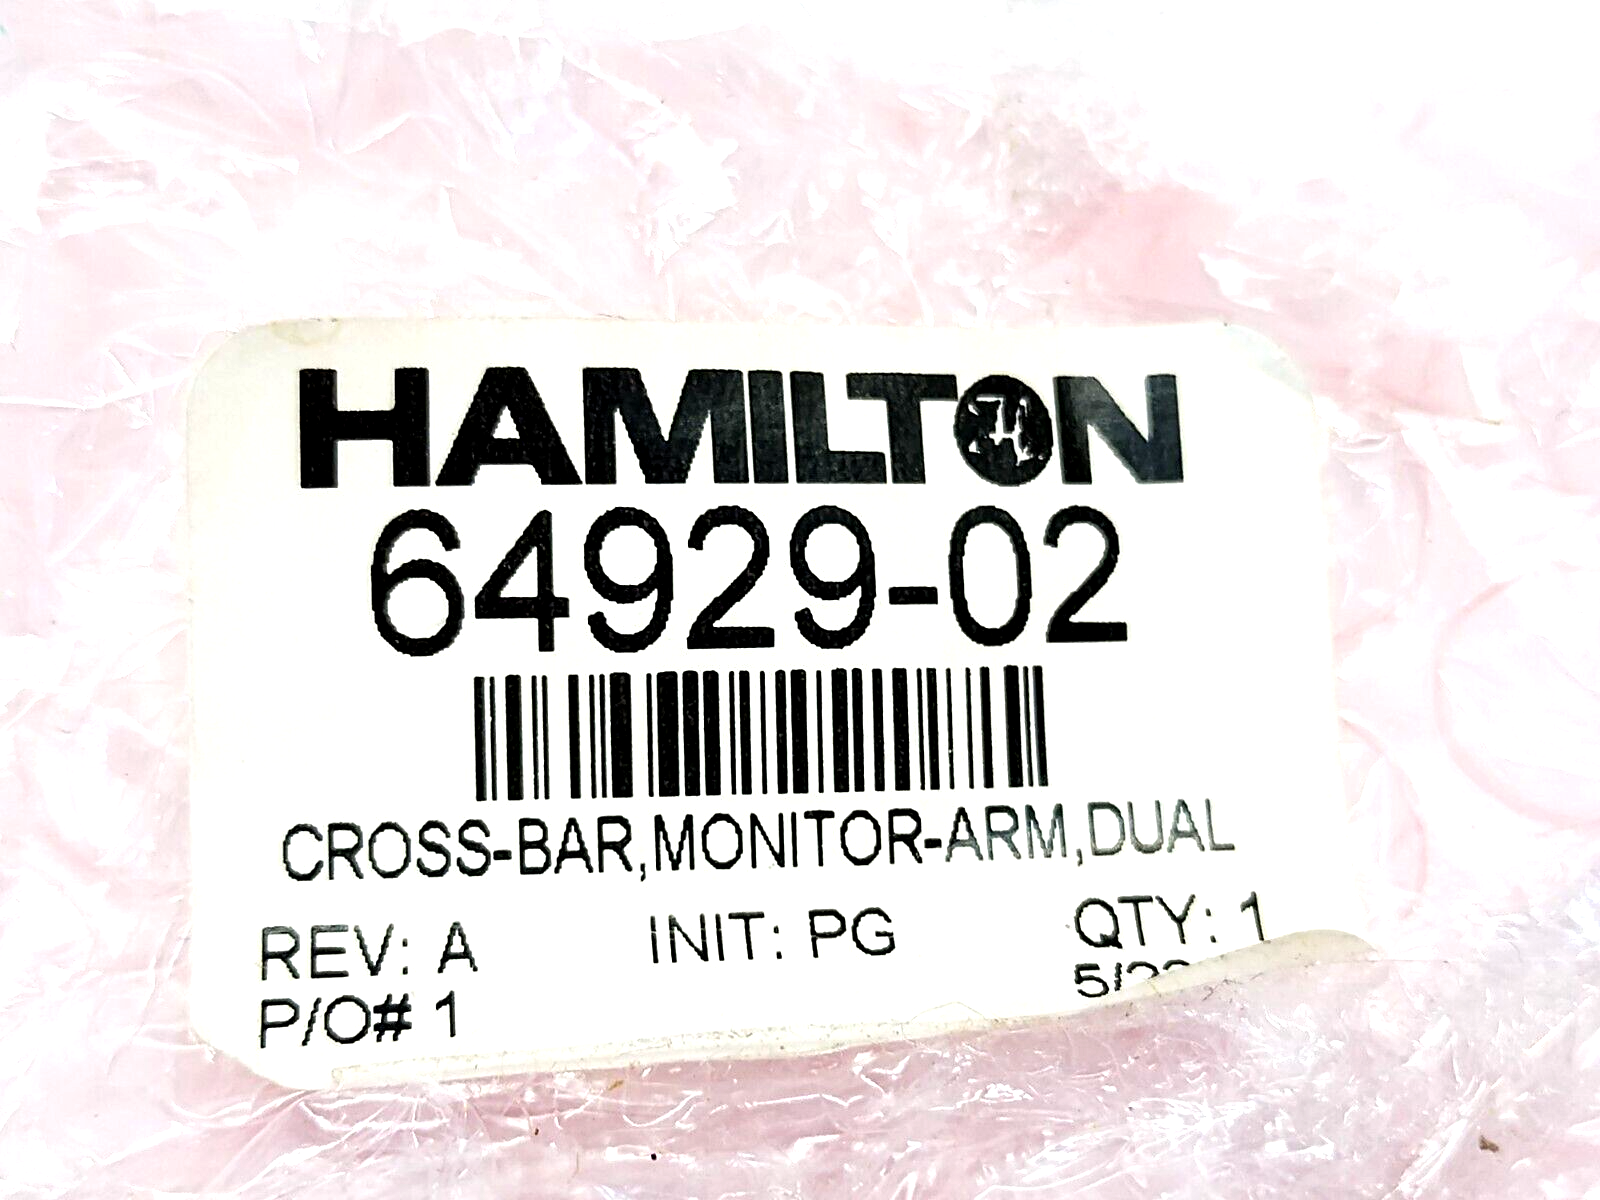 HAMILTON
64929-02
CROSS-BAR,MONITOR-ARM,DUAL
REV: A INIT: PG QTY: 1
P/O# 1